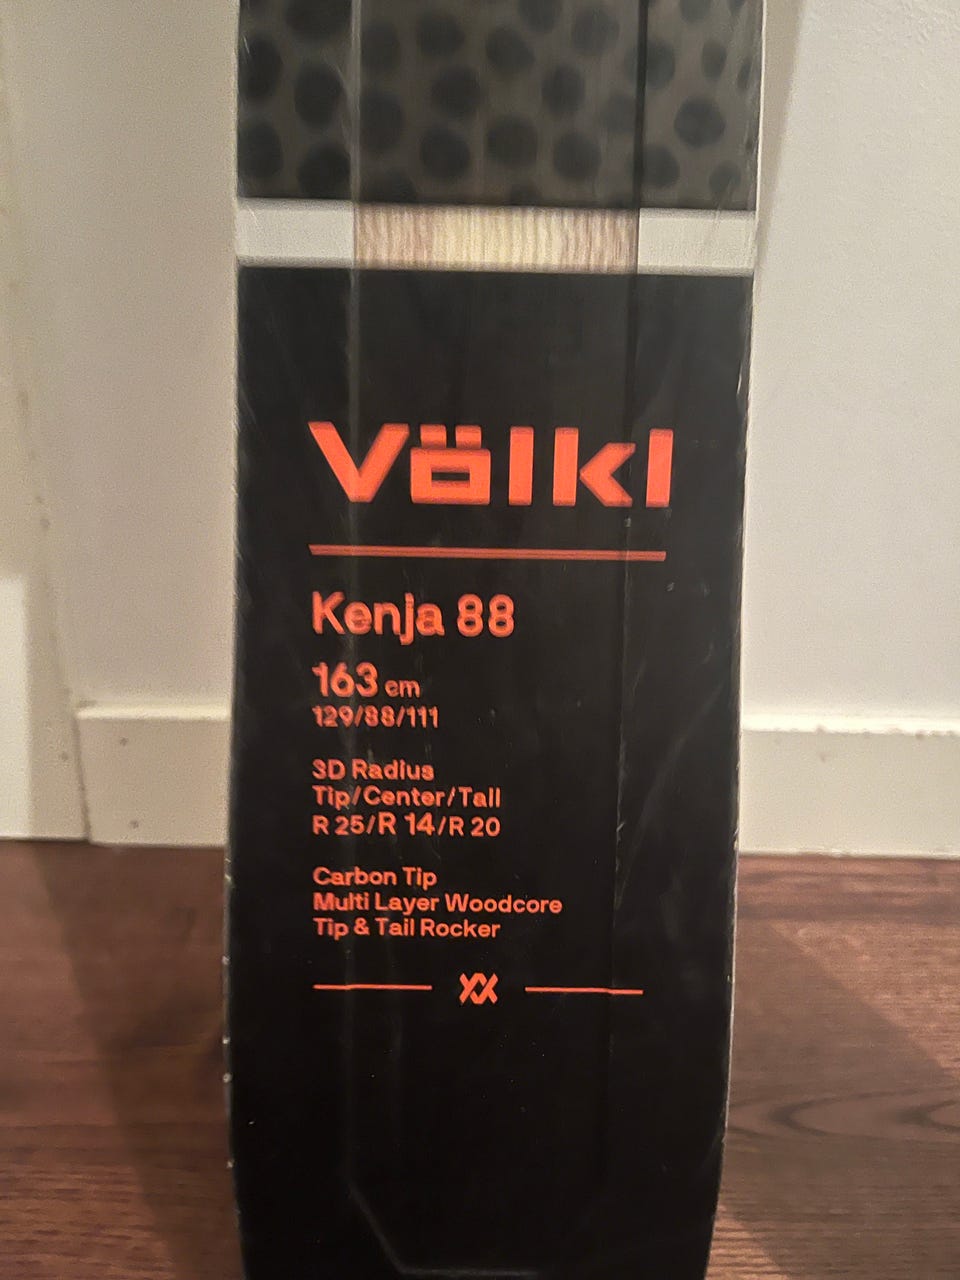 Völkl
Kenja 88
163 cm
129/88/111
3D Radius
Tip/Center/Tail
R 25/R 14/R 20
Carbon Tip
Multi Layer Woodcore
Tip & Tail Rocker